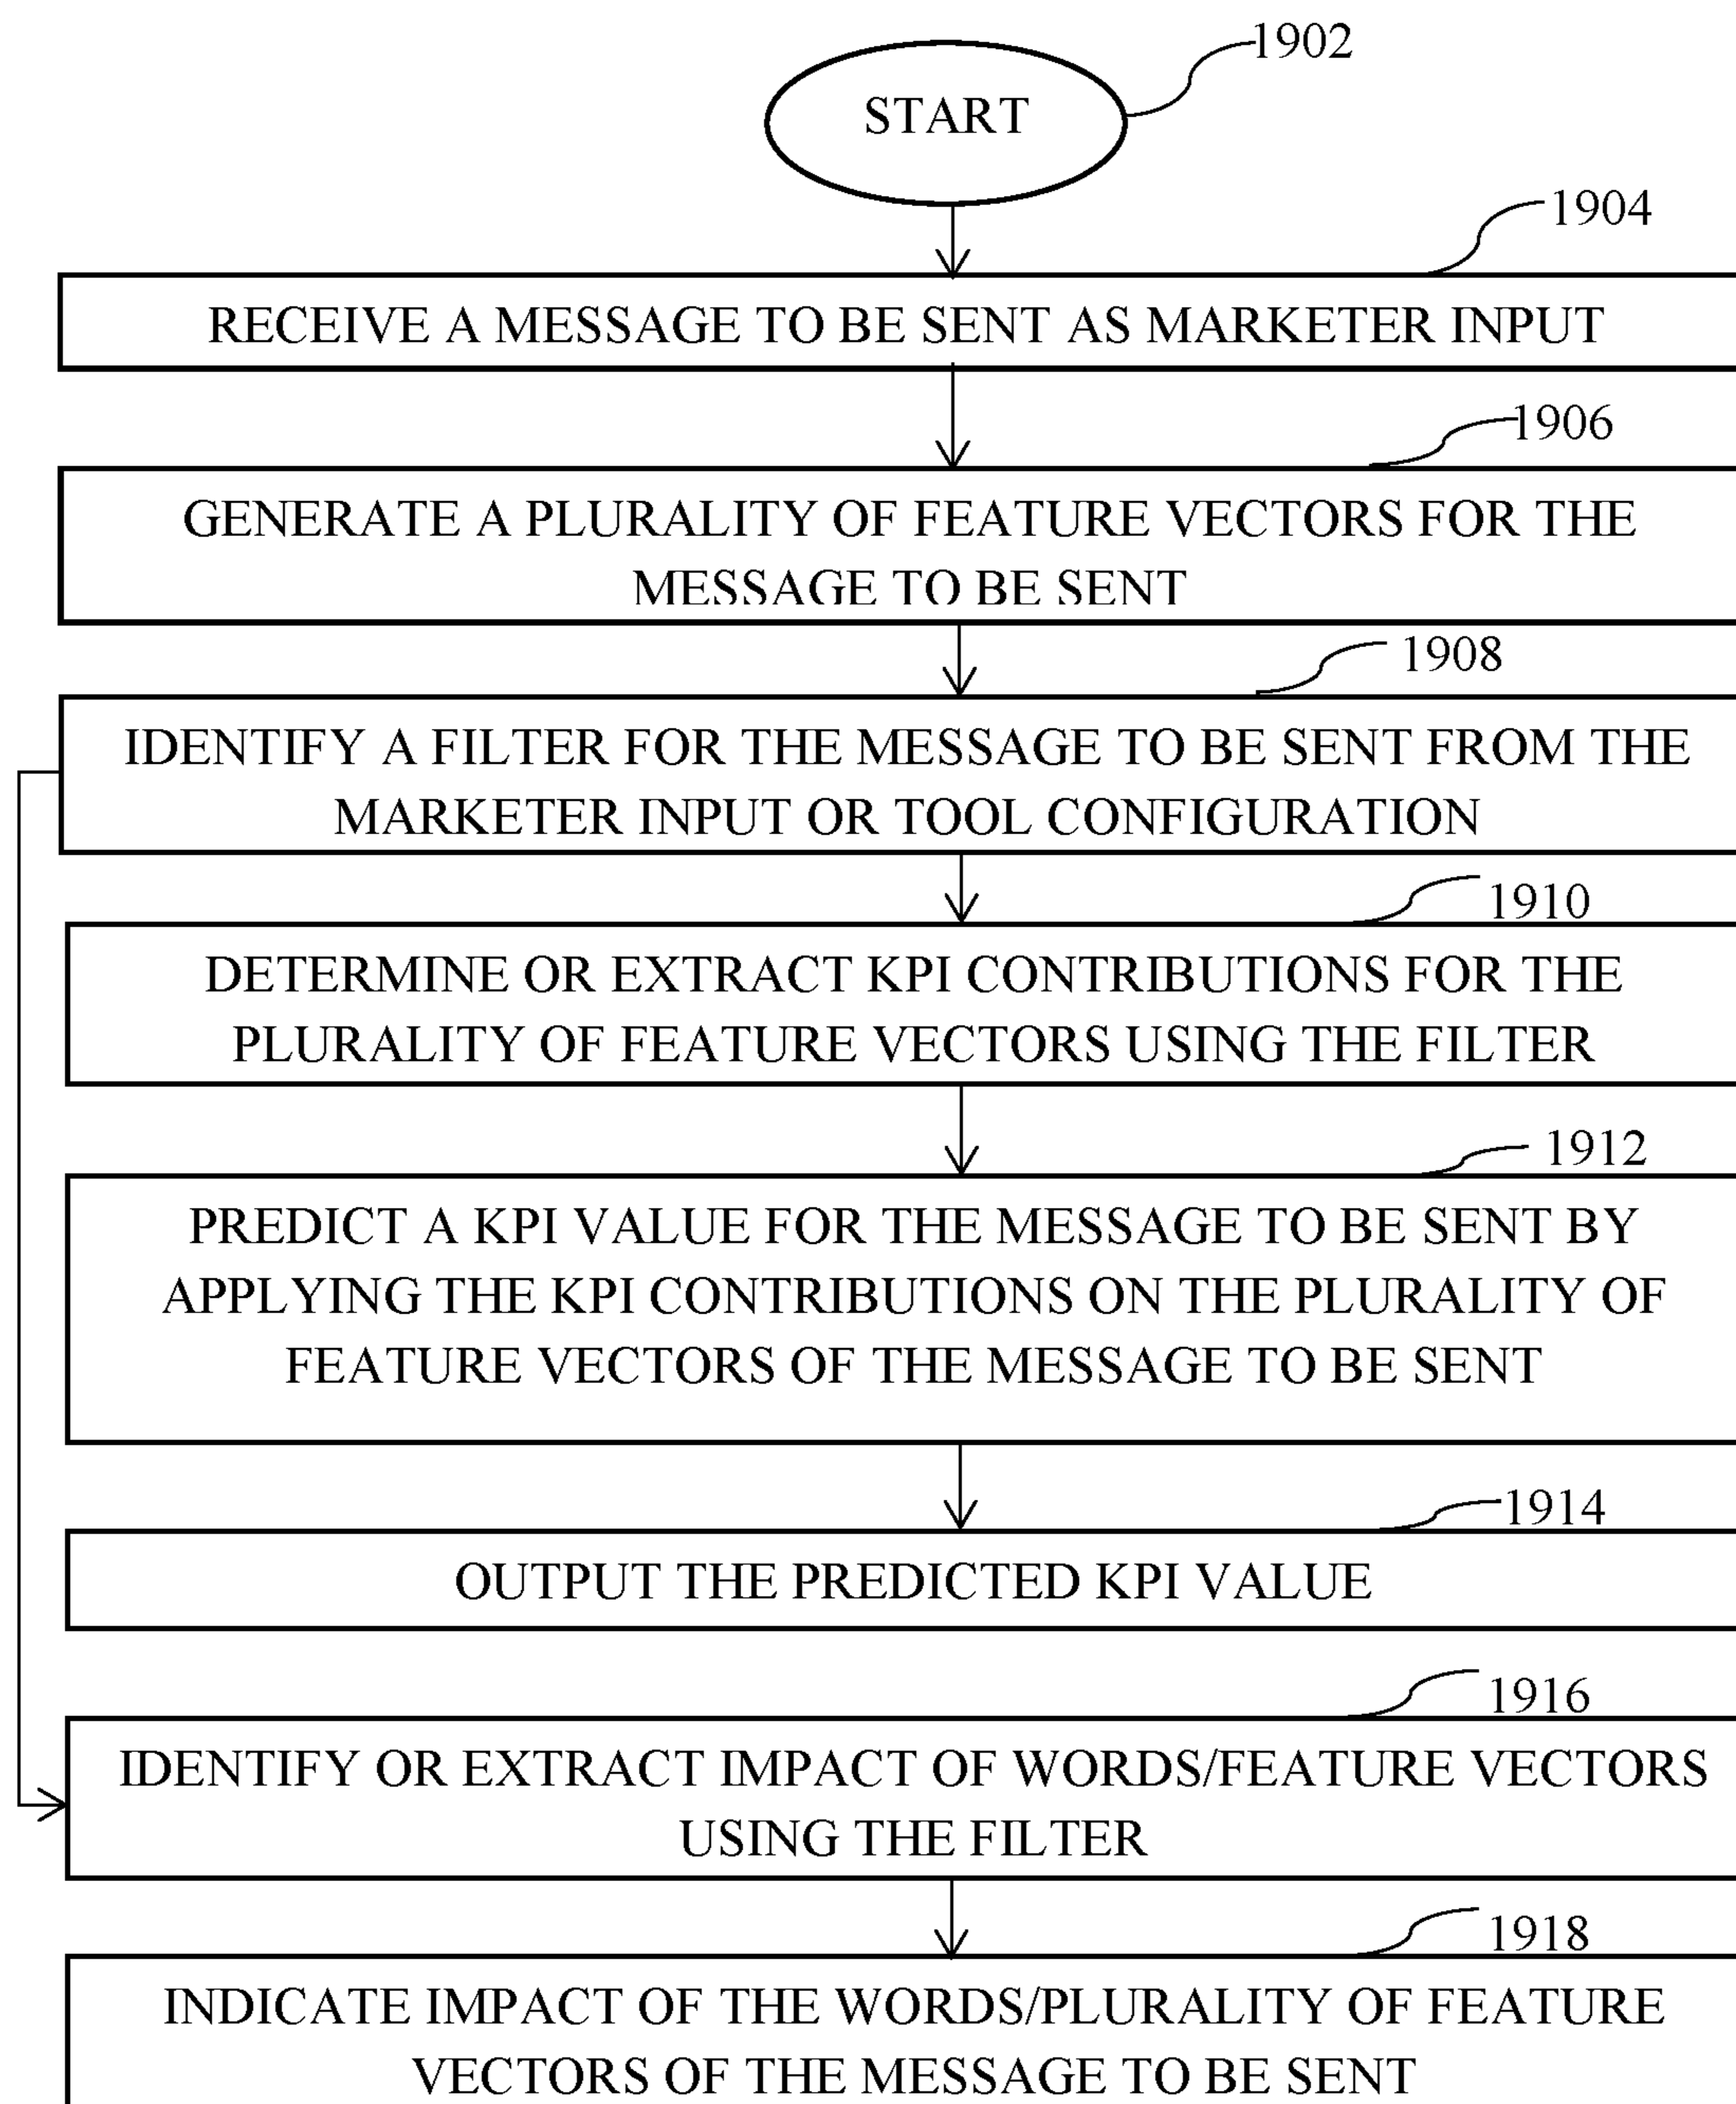 1902
START
1904
RECEIVE A MESSAGE TO BE SENT AS MARKETER INPUT
1906
GENERATE A PLURALITY OF FEATURE VECTORS FOR THE
MESSAGE TO BE SENT
1908
IDENTIFY A FILTER FOR THE MESSAGE TO BE SENT FROM THE
MARKETER INPUT OR TOOL CONFIGURATION
1910
DETERMINE OR EXTRACT KPI CONTRIBUTIONS FOR THE
PLURALITY OF FEATURE VECTORS USING THE FILTER
1912
PREDICT A KPI VALUE FOR THE MESSAGE TO BE SENT BY
APPLYING THE KPI CONTRIBUTIONS ON THE PLURALITY OF
FEATURE VECTORS OF THE MESSAGE TO BE SENT
1914
OUTPUT THE PREDICTED KPI VALUE
1916
IDENTIFY OR EXTRACT IMPACT OF WORDS/FEATURE VECTORS
USING THE FILTER
1918
INDICATE IMPACT OF THE WORDS/PLURALITY OF FEATURE
VECTORS OF THE MESSAGE TO BE SENT